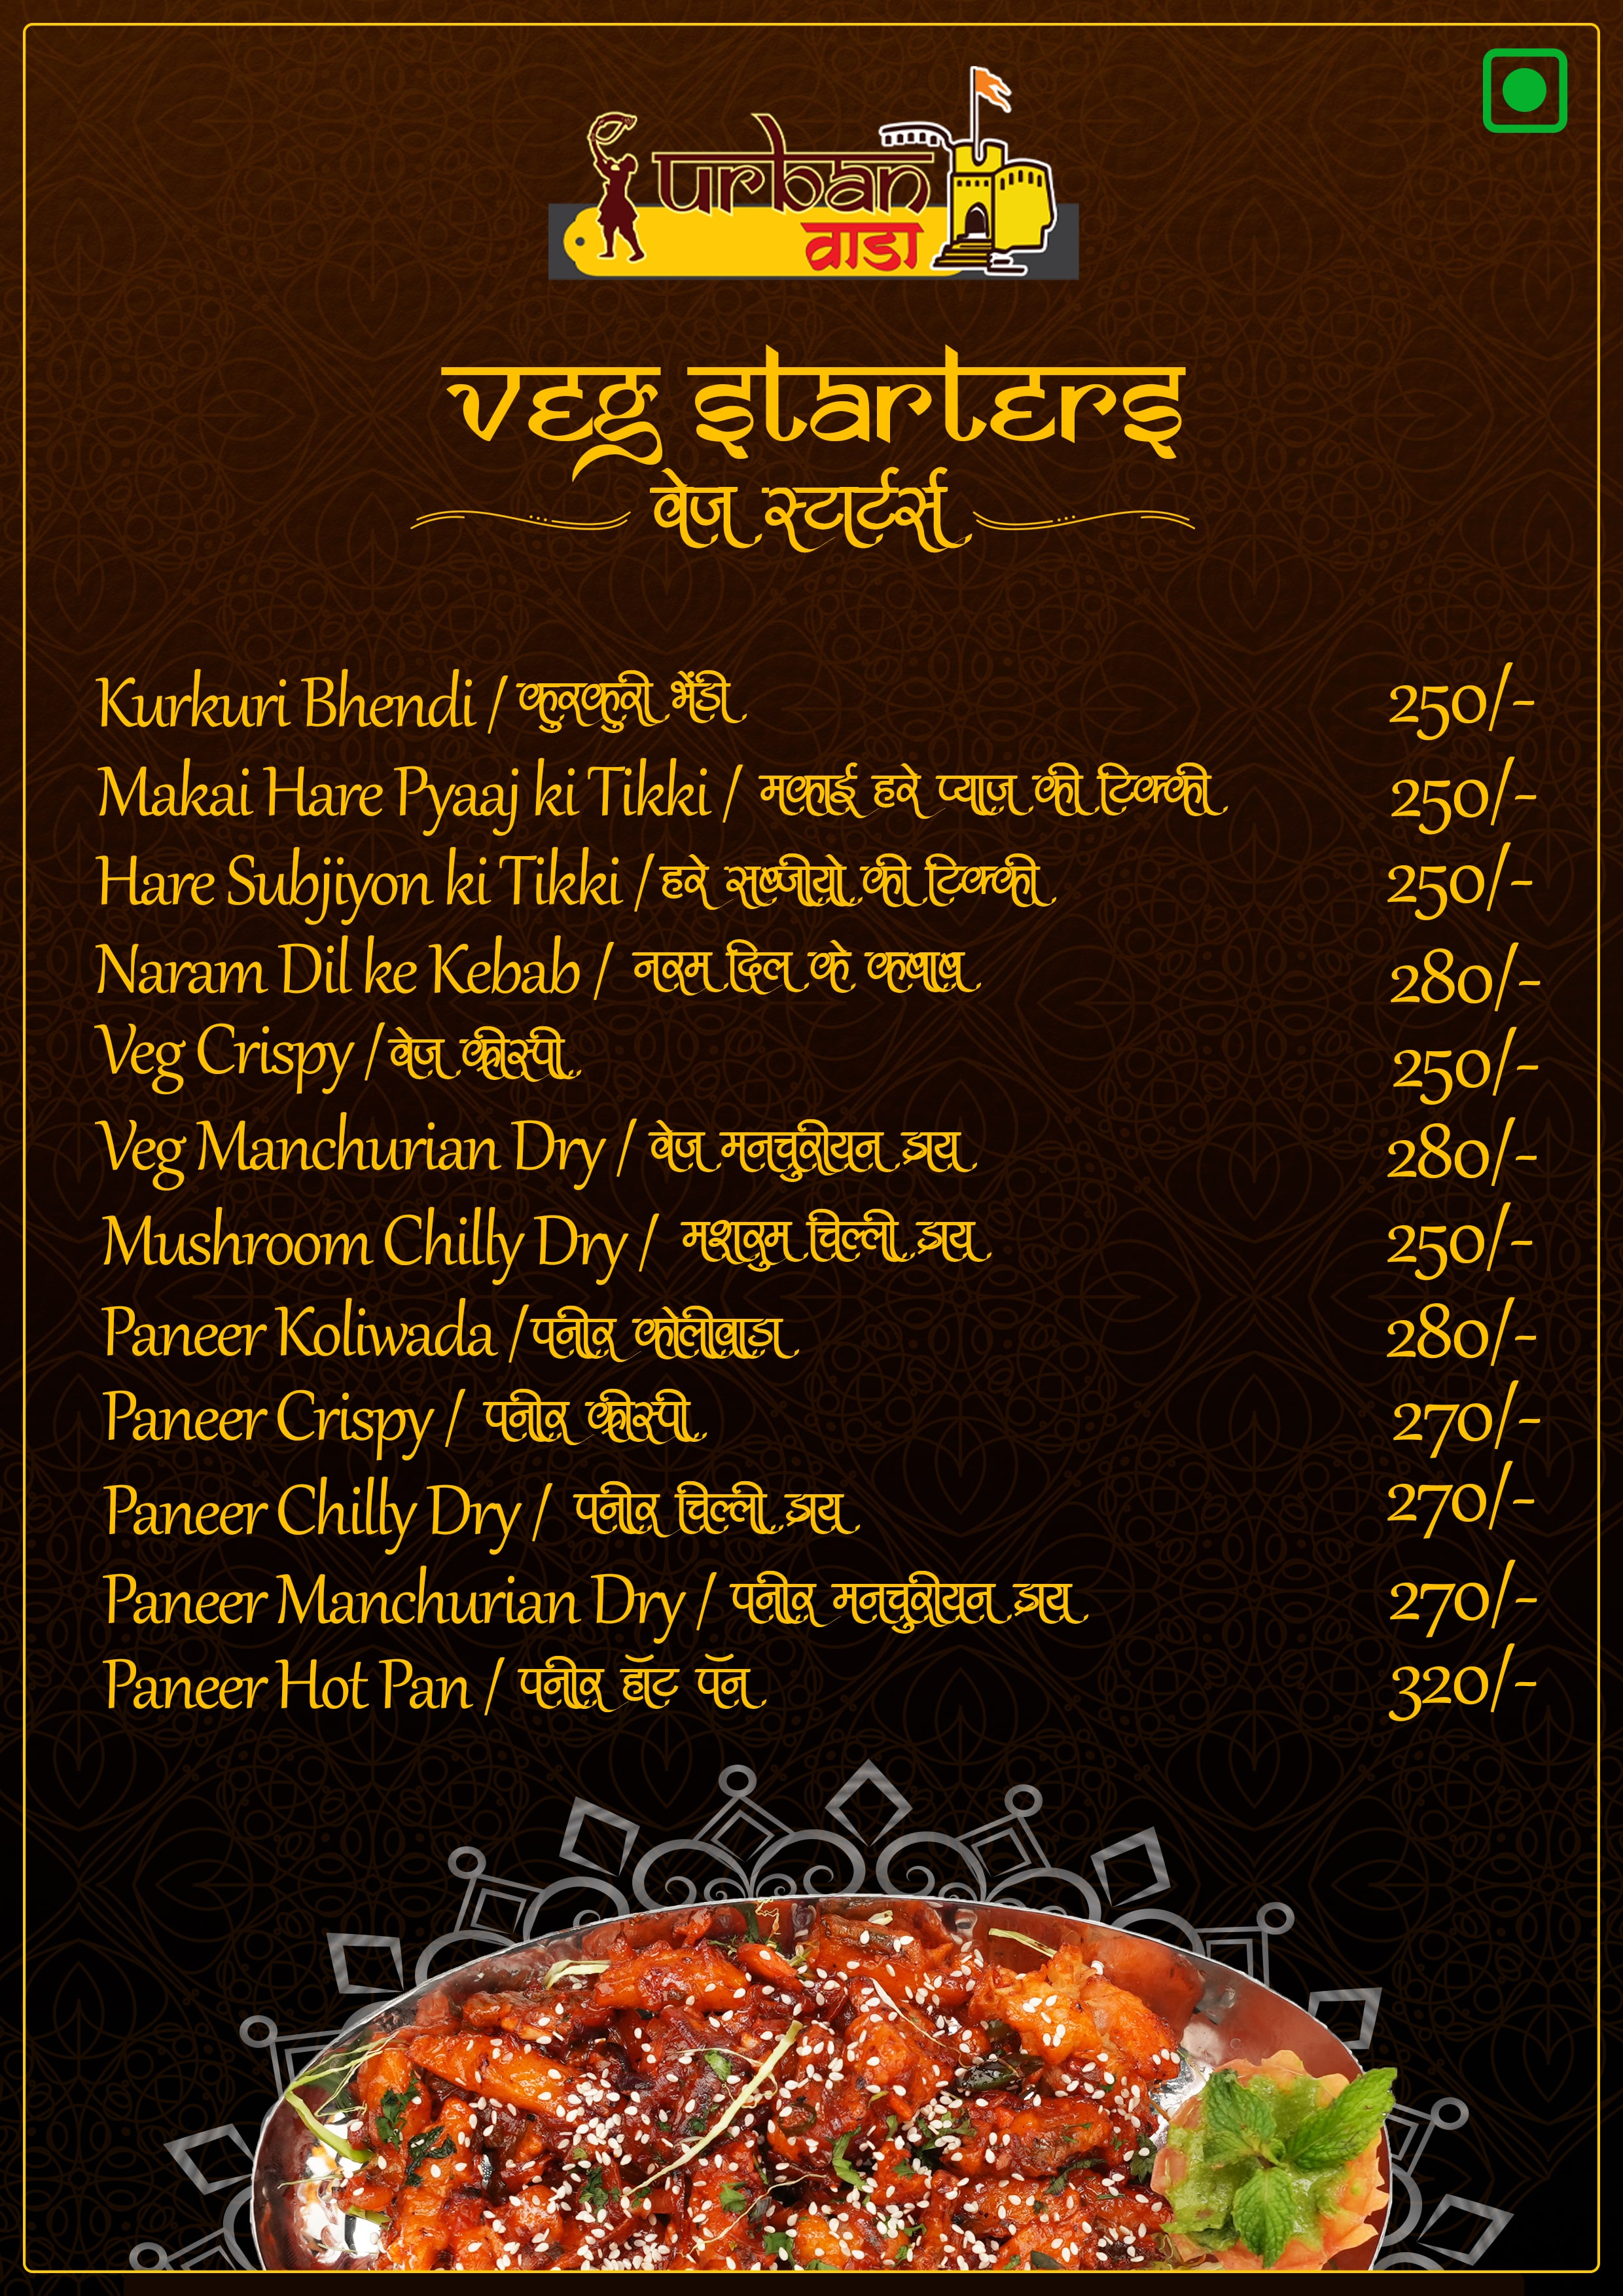 urban
वाडा
Veg Starters
वेज स्टार्टर्स
Kurkuri Bhendi / कुरकुरी भेंडी 250/-
Makai Hare Pyaaj ki Tikki / मकाई हरे प्याज की टिक्की 250/-
Hare Subjiyon ki Tikki / हरे सब्जीयो की टिक्की 250/-
Naram Dil ke Kebab / नरम दिल के कबाब 280/-
Veg Crispy / वेज क्रीस्पी 250/-
Veg Manchurian Dry / वेज मनचुरीयन ड्राय 280/-
Mushroom Chilly Dry / मशरुम चिल्ली ड्राय 250/-
Paneer Koliwada / पनीर कोलीवाडा 280/-
Paneer Crispy / पनीर क्रीस्पी 270/-
Paneer Chilly Dry / पनीर चिल्ली ड्राय 270/-
Paneer Manchurian Dry / पनीर मनचुरीयन ड्राय 270/-
Paneer Hot Pan / पनीर हॉट पॅन 320/-